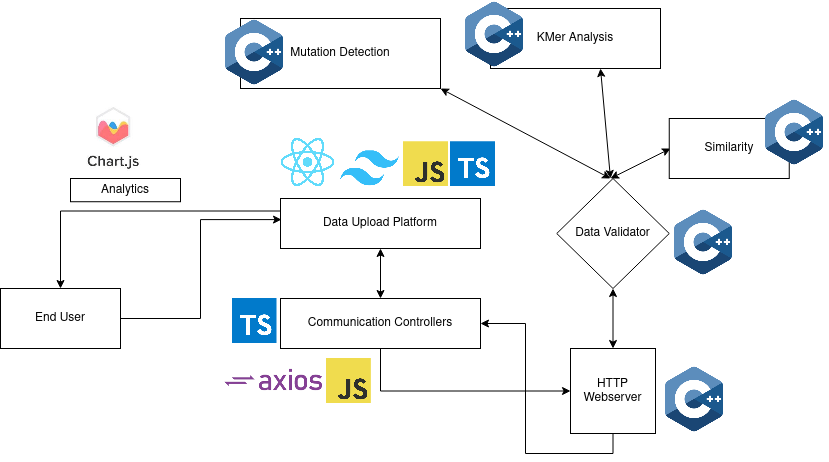 C++
Mutation Detection
C++
KMer Analysis
Chart.js
Analytics
JS
TS
Similarity
C++
Data Upload Platform
Data Validator
C++
End User
TS
Communication Controllers
axios
JS
HTTP
Webserver
C++